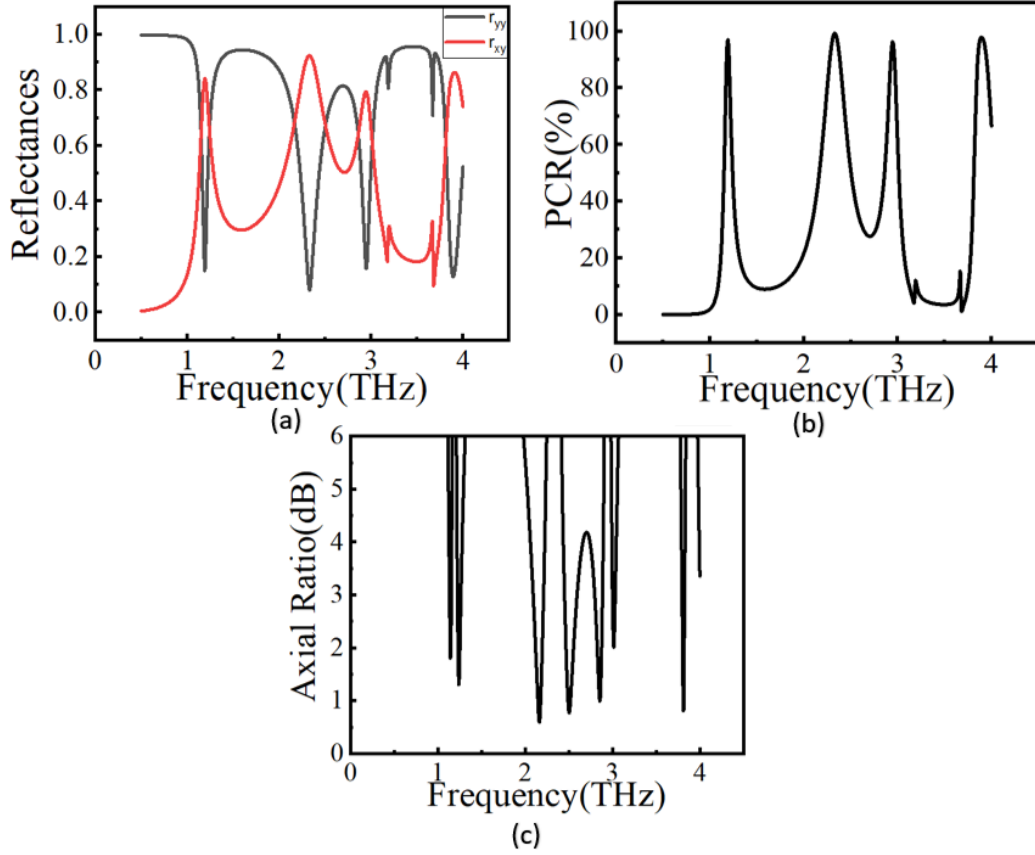 r_yy
r_xy
1.0
0.8
0.6
0.4
0.2
0.0
Reflectances
0 1 2 3 4
Frequency(THz)
(a)
100
80
60
40
20
0
PCR(%)
0 1 2 3 4
Frequency(THz)
(b)
6
5
4
3
2
1
0
Axial Ratio(dB)
0 1 2 3 4
Frequency(THz)
(c)